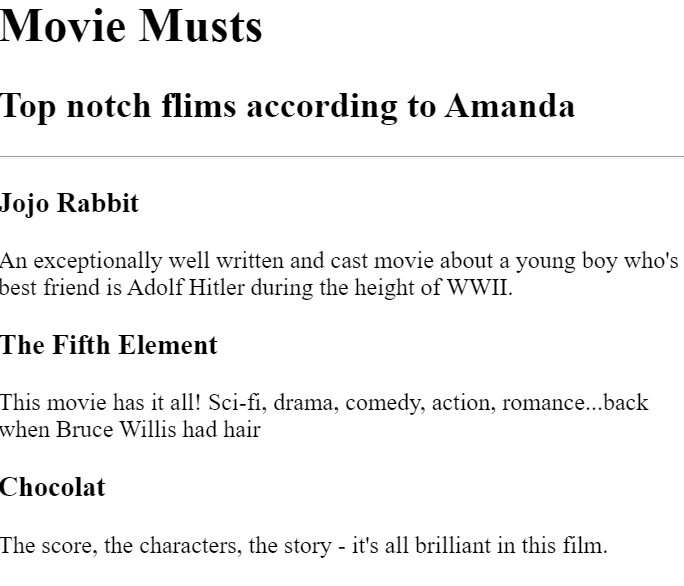 Movie Musts
Top notch flims according to Amanda
Jojo Rabbit
An exceptionally well written and cast movie about a young boy who's
best friend is Adolf Hitler during the height of WWII.
The Fifth Element
This movie has it all! Sci-fi, drama, comedy, action, romance...back
when Bruce Willis had hair
Chocolat
The score, the characters, the story - it's all brilliant in this film.